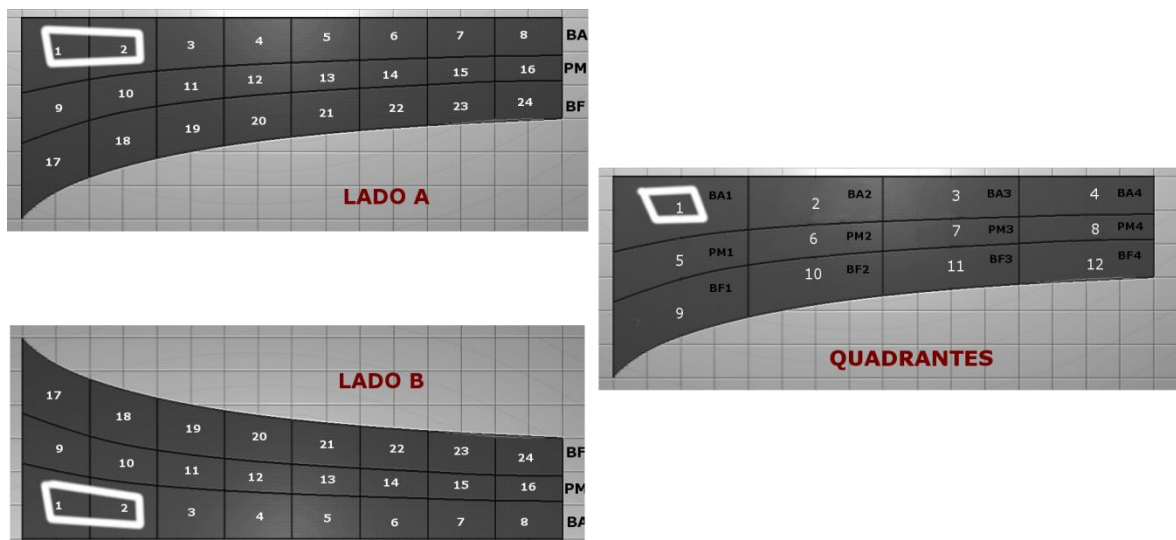 1 2 3 4 5 6 7 8 BA
9 10 11 12 13 14 15 16 PM
17 18 19 20 21 22 23 24 BF
LADO A
LADO B
17 18 19 20 21 22 23 24 BF
9 10 11 12 13 14 15 16 PM
1 2 3 4 5 6 7 8 BA
1 BA1 2 BA2 3 BA3 4 BA4
5 PM1 6 PM2 7 PM3 8 PM4
9 BF1 10 BF2 11 BF3 12 BF4
QUADRANTES